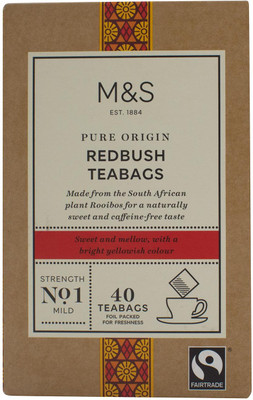 M&S
EST. 1884
PURE ORIGIN
REDBUSH
TEABAGS
Made from the South African
plant Rooibos for a naturally
sweet and caffeine-free taste
Sweet and mellow, with a
bright yellowish colour
STRENGTH
No1
MILD
40
TEABAGS
FOIL PACKED
FOR FRESHNESS
FAIRTRADE